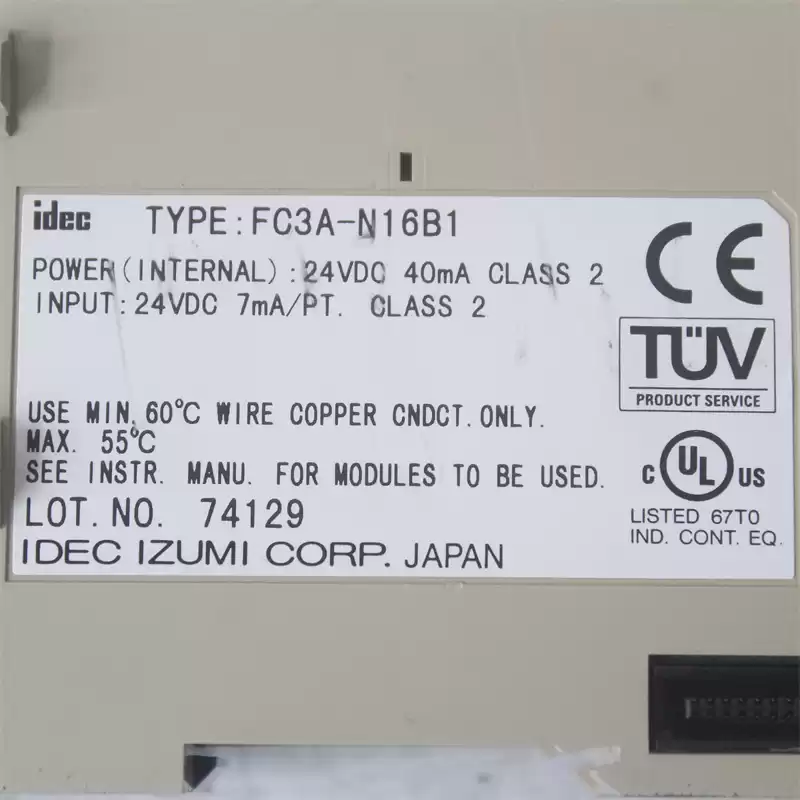 idec TYPE:FC3A-N16B1
POWER(INTERNAL):24VDC 40mA CLASS 2
INPUT:24VDC 7mA/PT. CLASS 2
CE
TÜV
PRODUCT SERVICE
USE MIN.60°C WIRE COPPER CNDCT.ONLY.
MAX. 55°C
SEE INSTR. MANU. FOR MODULES TO BE USED.
LOT.NO. 74129
IDEC IZUMI CORP. JAPAN
C UL US
LISTED 67T0
IND. CONT. EQ.